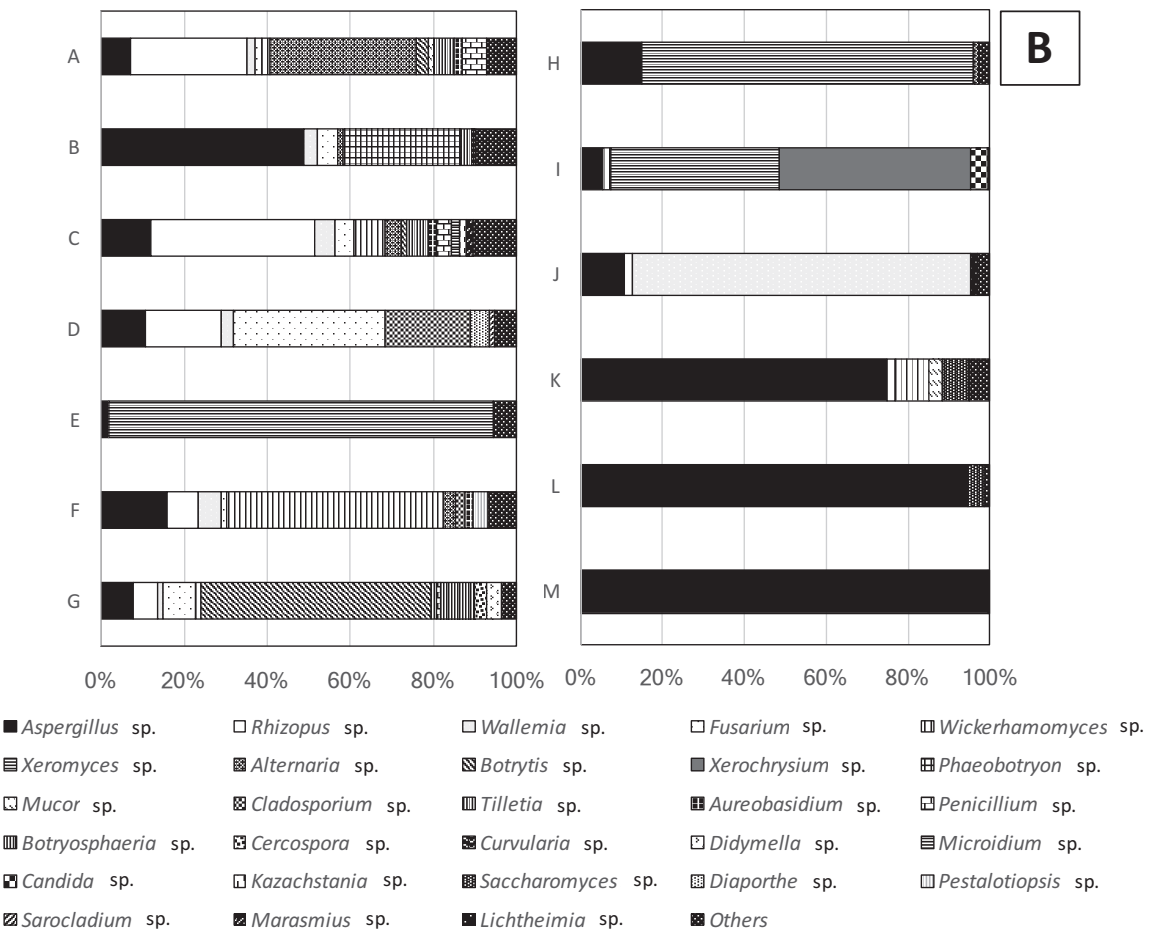 B
A
B
C
D
E
F
G
H
I
J
K
L
M
0% 20% 40% 60% 80% 100%
0% 20% 40% 60% 80% 100%
Aspergillus sp. Rhizopus sp. Wallemia sp. Fusarium sp. Wickerhamomyces sp.
Xeromyces sp. Alternaria sp. Botrytis sp. Xerochrysium sp. Phaeobotryon sp.
Mucor sp. Cladosporium sp. Tilletia sp. Aureobasidium sp. Penicillium sp.
Botryosphaeria sp. Cercospora sp. Curvularia sp. Didymella sp. Microidium sp.
Candida sp. Kazachstania sp. Saccharomyces sp. Diaporthe sp. Pestalotiopsis sp.
Sarocladium sp. Marasmius sp. Lichtheimia sp. Others